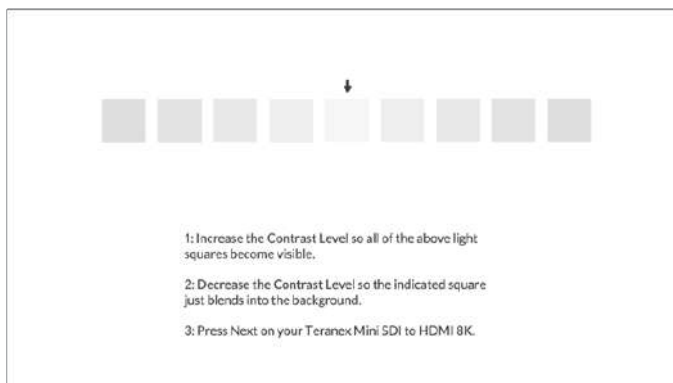 1: Increase the Contrast Level so all of the above light
squares become visible.
2: Decrease the Contrast Level so the indicated square
just blends into the background.
3: Press Next on your Teranex Mini SDI to HDMI 8K.